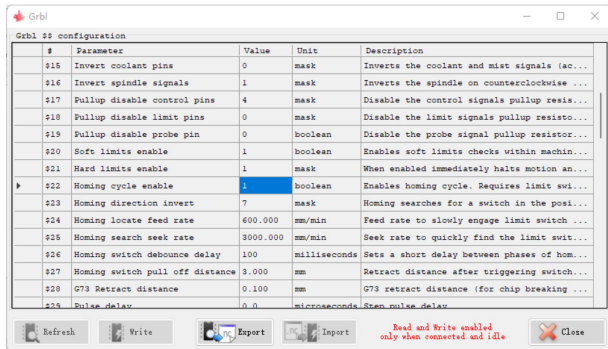 Grbl
Grbl $$ configuration
$ Parameter Value Unit Description
$15 Invert coolant pins 0 mask Inverts the coolant and mist signals (ac...
$16 Invert spindle signals 1 mask Inverts the spindle on counterclockwise ...
$17 Pullup disable control pins 4 mask Disable the control signals pullup resis...
$18 Pullup disable limit pins 0 mask Disable the limit signals pullup resisto...
$19 Pullup disable probe pin 0 boolean Disable the probe signal pullup resistor...
$20 Soft limits enable 1 boolean Enables soft limits checks within machin...
$21 Hard limits enable 1 mask When enabled immediately halts motion an...
$22 Homing cycle enable 1 boolean Enables homing cycle. Requires limit swi...
$23 Homing direction invert 7 mask Homing searches for a switch in the posi...
$24 Homing locate feed rate 600.000 mm/min Feed rate to slowly engage limit switch ...
$25 Homing search seek rate 3000.000 mm/min Seek rate to quickly find the limit swit...
$26 Homing switch debounce delay 100 milliseconds Sets a short delay between phases of hom...
$27 Homing switch pull off distance 3.000 mm Retract distance after triggering switch...
$28 G73 Retract distance 0.100 mm G73 retract distance (for chip breaking ...
$29 Pulse delay 0.0 microseconds Step pulse delay
Refresh Write Export Import Read and Write enabled
only when connected and idle
Close